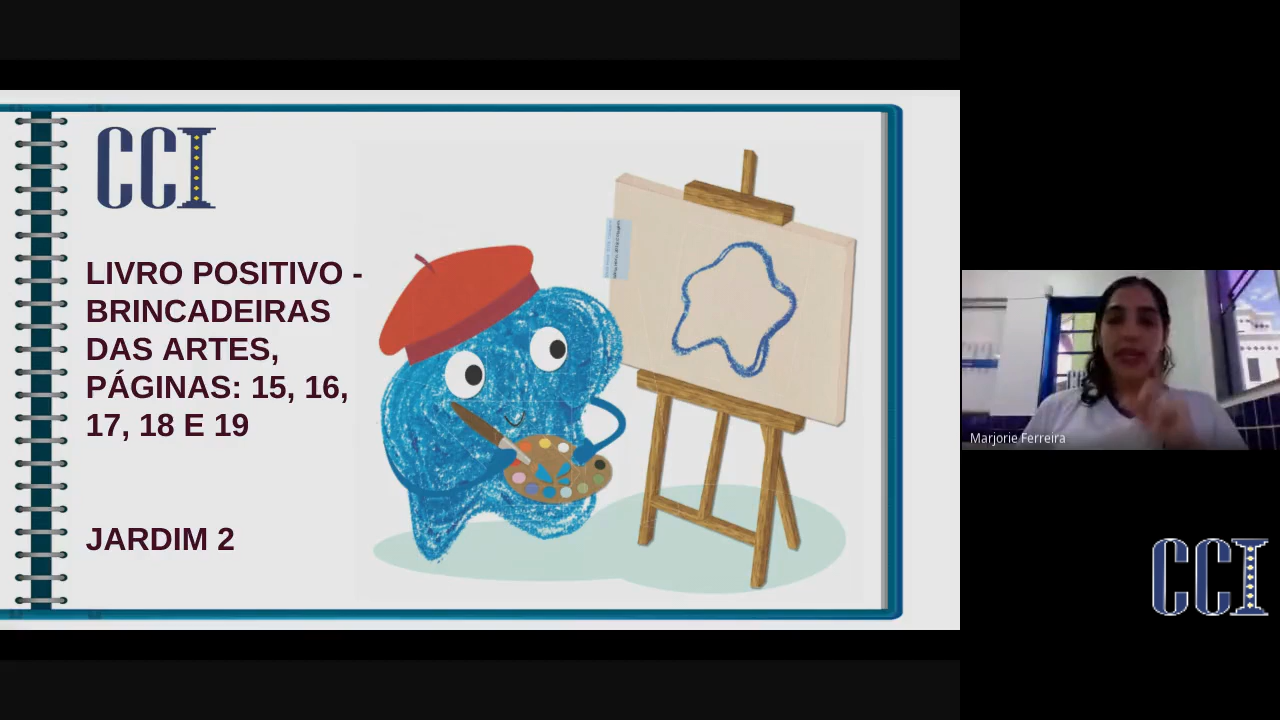 CCI
LIVRO POSITIVO -
BRINCADEIRAS
DAS ARTES,
PÁGINAS: 15, 16,
17, 18 E 19
JARDIM 2
Marjorie Ferreira
CCI